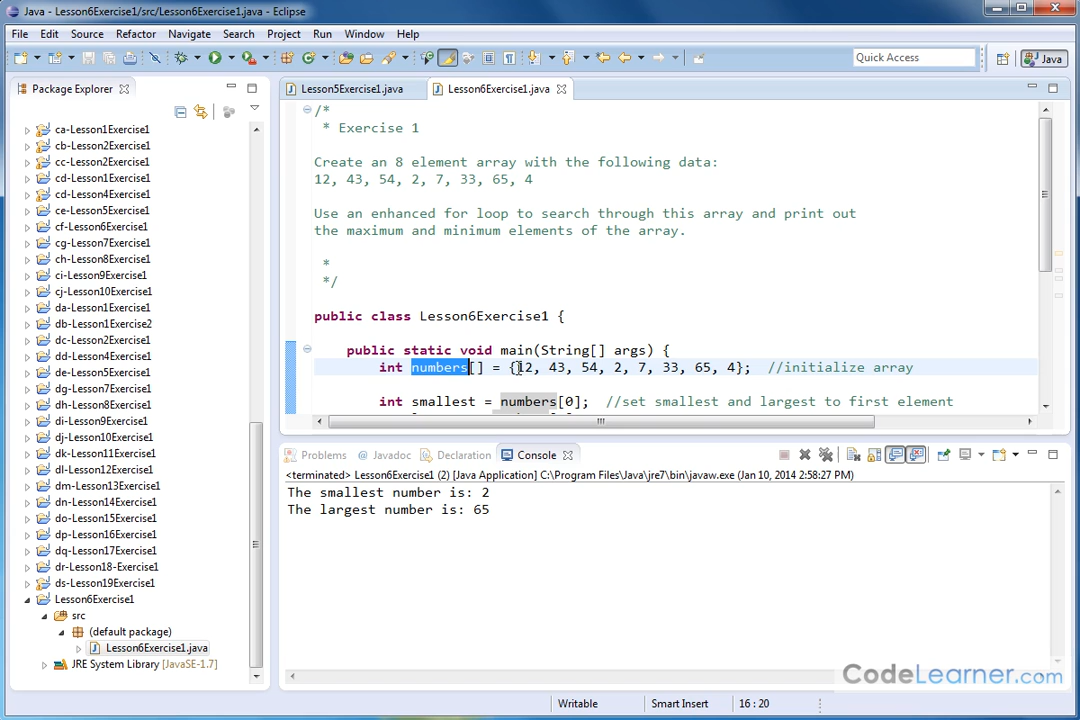 Java - Lesson6Exercise1/src/Lesson6Exercise1.java - Eclipse
File Edit Source Refactor Navigate Search Project Run Window Help
Quick Access
Java
Package Explorer
ca-Lesson1Exercise1
cb-Lesson2Exercise1
cc-Lesson2Exercise1
cd-Lesson1Exercise1
cd-Lesson4Exercise1
ce-Lesson5Exercise1
cf-Lesson6Exercise1
cg-Lesson7Exercise1
ch-Lesson8Exercise1
ci-Lesson9Exercise1
cj-Lesson10Exercise1
da-Lesson1Exercise1
db-Lesson1Exercise2
dc-Lesson2Exercise1
dd-Lesson4Exercise1
de-Lesson5Exercise1
df-Lesson6Exercise1
dg-Lesson7Exercise1
dh-Lesson8Exercise1
di-Lesson9Exercise1
dj-Lesson10Exercise1
dk-Lesson11Exercise1
dl-Lesson12Exercise1
dm-Lesson13Exercise1
dn-Lesson14Exercise1
do-Lesson15Exercise1
dp-Lesson16Exercise1
dq-Lesson17Exercise1
dr-Lesson18-Exercise1
ds-Lesson19Exercise1
Lesson6Exercise1
src
(default package)
Lesson6Exercise1.java
JRE System Library [JavaSE-1.7]
Lesson5Exercise1.java Lesson6Exercise1.java
/*
* Exercise 1
Create an 8 element array with the following data:
12, 43, 54, 2, 7, 33, 65, 4
Use an enhanced for loop to search through this array and print out
the maximum and minimum elements of the array.
*
*/
public class Lesson6Exercise1 {
public static void main(String[] args) {
int numbers[] = {12, 43, 54, 2, 7, 33, 65, 4}; //initialize array
int smallest = numbers[0]; //set smallest and largest to first element
Problems @ Javadoc Declaration Console
<terminated> Lesson6Exercise1 (2) [Java Application] C:\Program Files\Java\jre7\bin\javaw.exe (Jan 10, 2014 2:58:27 PM)
The smallest number is: 2
The largest number is: 65
CodeLearner.com
Writable Smart Insert 16 : 20